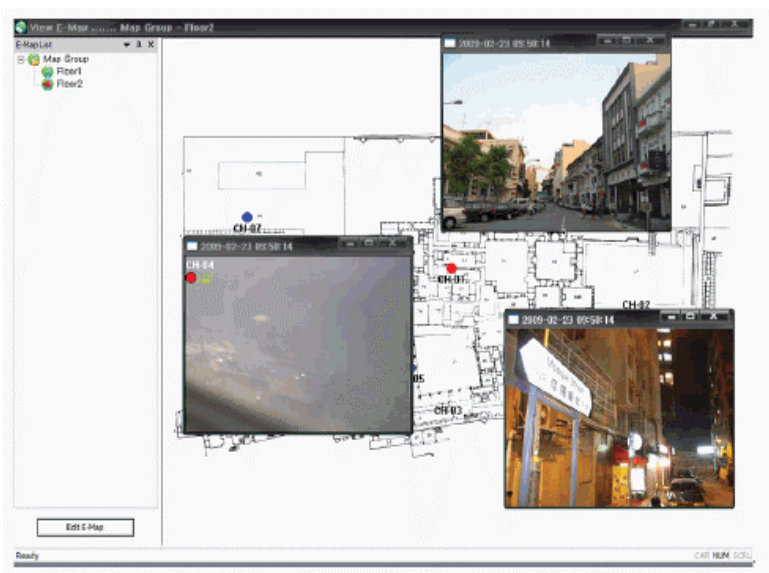 View E-Map ........ Map Group - Floor2
E-Map List
Map Group
Floor1
Floor2
2009-02-23 09:58:14
CH-07
2009-02-23 09:58:14
CH-04
CH-01
CH-02
2009-02-23 09:58:14
05
CH-03
Edit E-Map
Ready
CAP NUM SCRL